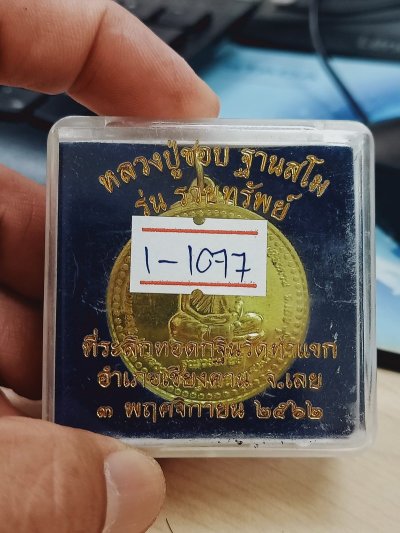 หลวงปู่ชอบ ฐานสโม
รุ่น รวมทรัพย์
1-1077
ที่ระลึกทอดกฐินวัดท่าแขก
อำเภอเชียงคาน จ.เลย
๓ พฤศจิกายน ๒๕๖๒